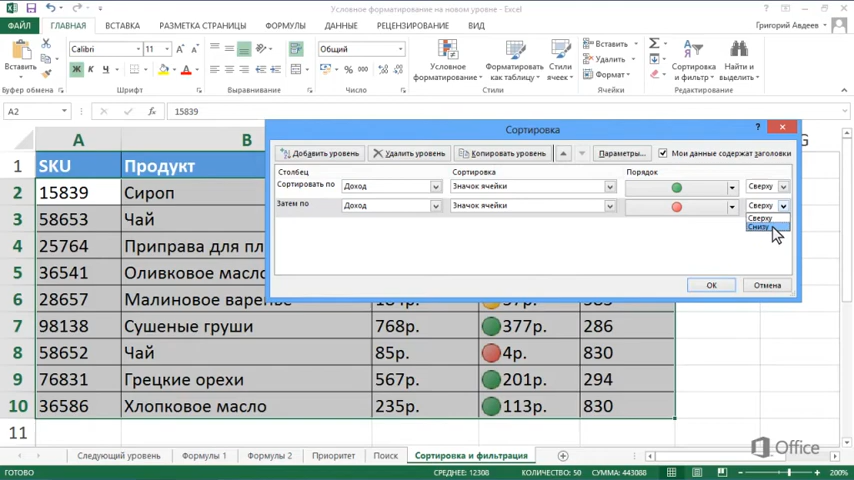 Условное форматирование на новом уровне - Excel
ФАЙЛ ГЛАВНАЯ ВСТАВКА РАЗМЕТКА СТРАНИЦЫ ФОРМУЛЫ ДАННЫЕ РЕЦЕНЗИРОВАНИЕ ВИД Григорий Авдеев
Calibri 11 Общий
Вставить
Ж К Ч
Условное форматирование
Форматировать как таблицу
Стили ячеек
Вставить
Удалить
Формат
Сортировка и фильтр
Найти и выделить
Буфер обмена Шрифт Выравнивание Число Стили Ячейки Редактирование
A2 15839
Сортировка
Добавить уровень Удалить уровень Копировать уровень Параметры... Мои данные содержат заголовки
Столбец Сортировка Порядок
Сортировать по Доход Значок ячейки Сверху
Затем по Доход Значок ячейки Сверху
Сверху
Снизу
OK Отмена
A B G
1 SKU Продукт
2 15839 Сироп
3 58653 Чай
4 25764 Приправа для пл
5 36541 Оливковое масло
6 28657 Малиновое варенье
7 98138 Сушеные груши 768р. 377р. 286
8 58652 Чай 85р. 4р. 830
9 76831 Грецкие орехи 567р. 201р. 294
10 36586 Хлопковое масло 235р. 113р. 830
11
Office
Следующий уровень Формулы 1 Формулы 2 Приоритет Поиск Сортировка и фильтрация
ГОТОВО СРЕДНЕЕ: 12308 КОЛИЧЕСТВО: 50 СУММА: 443088 200%